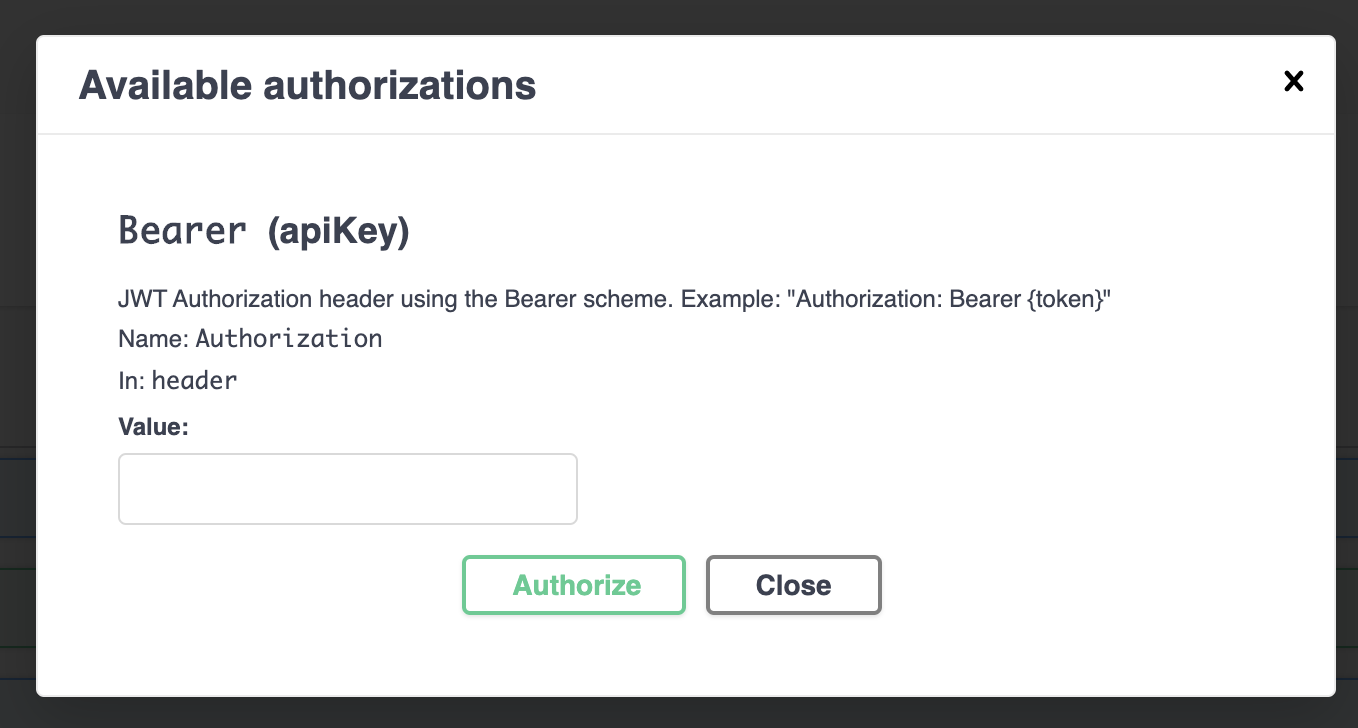 Available authorizations
Bearer (apiKey)
JWT Authorization header using the Bearer scheme. Example: "Authorization: Bearer {token}"
Name: Authorization
In: header
Value:
Authorize Close